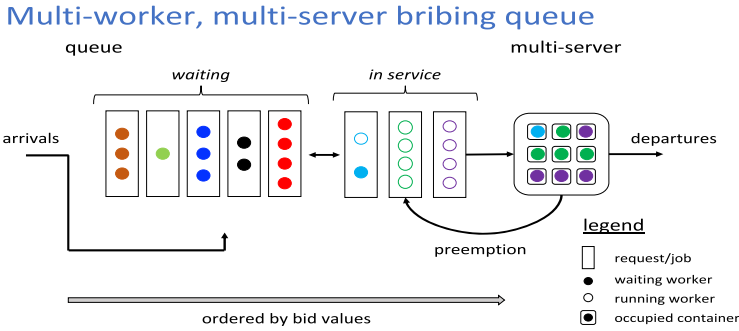 Multi-worker, multi-server bribing queue
queue
multi-server
waiting
in service
arrivals
departures
preemption
legend
request/job
waiting worker
running worker
occupied container
ordered by bid values